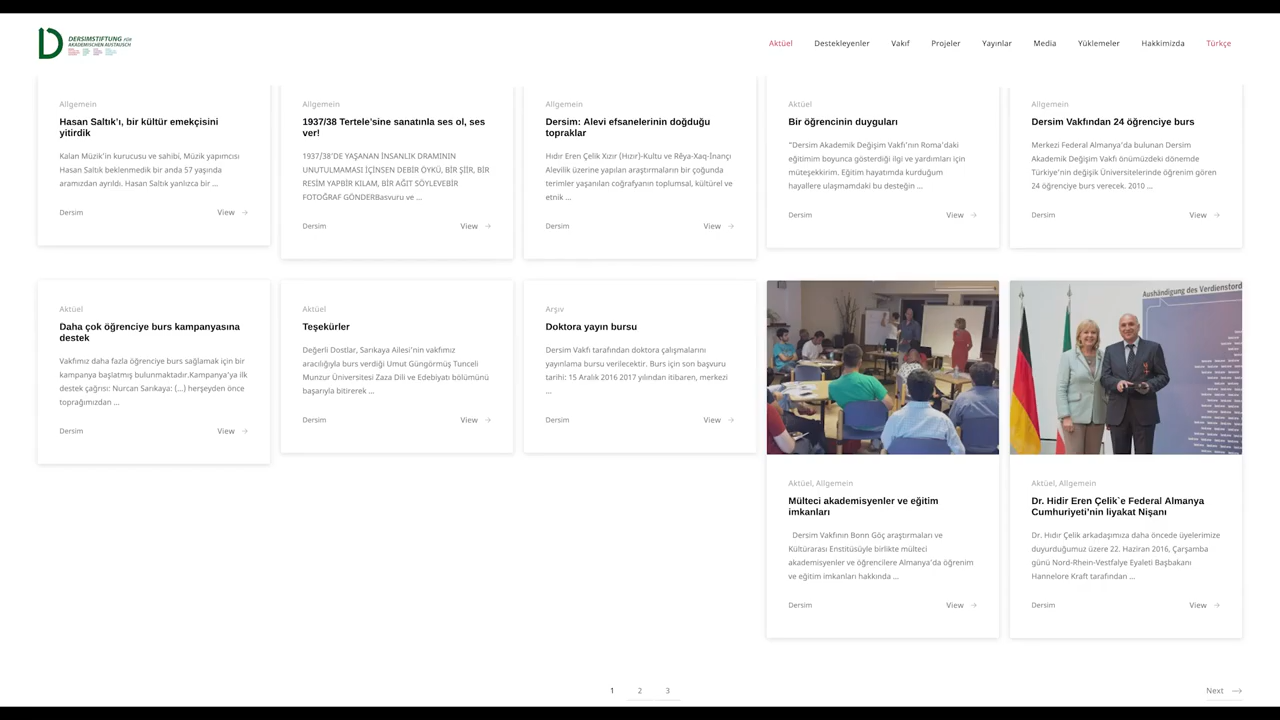 DERSIMSTIFTUNG FÜR
AKADEMISCHEN AUSTAUSCH
Aktüel
Destekleyenler
Vakıf
Projeler
Yayınlar
Media
Yüklemeler
Hakkimizda
Türkçe
Allgemein
Hasan Saltık'ı, bir kültür emekçisini
yitirdik
Kalan Müzik'in kurucusu ve sahibi, Müzik yapımcısı
Hasan Saltık beklenmedik bir anda 57 yaşında
aramızdan ayrıldı. Hasan Saltık yanlızca bir ...
Dersim
View
Allgemein
1937/38 Tertele'sine sanatınla ses ol, ses
ver!
1937/38'DE YAŞANAN İNSANLIK DRAMININ
UNUTULMAMASI İÇİNSEN DEBİR ÖYKÜ, BİR ŞİİR, BİR
RESİM YAPBİR KILAM, BİR AĞIT SÖYLEVEBİR
FOTOĞRAF GÖNDERBasvuru ve ...
Dersim
View
Allgemein
Dersim: Alevi efsanelerinin doğduğu
topraklar
Hıdır Eren Çelik Xızır (Hızır)-Kultu ve Rêya-Xaq-İnançı
Alevilik üzerine yapılan araştırmaların bir çoğunda
terimler yaşanılan coğrafyanın toplumsal, kültürel ve
etnik ...
Dersim
View
Aktüel
Bir öğrencinin duyguları
"Dersim Akademik Değişim Vakfı'nın Roma'daki
eğitimim boyunca gösterdiği ilgi ve yardımları için
müteşekkirim. Eğitim hayatımda kurduğum
hayallere ulaşmamdaki bu desteğin ...
Dersim
View
Allgemein
Dersim Vakfından 24 öğrenciye burs
Merkezi Federal Almanya'da bulunan Dersim
Akademik Değişim Vakfı önümüzdeki dönemde
Türkiye'nin değişik Üniversitelerinde öğrenim gören
24 öğrenciye burs verecek. 2010 ...
Dersim
View
Aktüel
Daha çok öğrenciye burs kampanyasına
destek
Vakfımız daha fazla öğrenciye burs sağlamak için bir
kampanya başlatmış bulunmaktadır.Kampanya'ya ilk
destek çağrısı: Nurcan Sarıkaya: (...) herşeyden önce
toprağımızdan ...
Dersim
View
Aktüel
Teşekürler
Değerli Dostlar, Sarıkaya Ailesi'nin vakfımız
aracılığıyla burs verdiği Umut Güngörmüş Tunceli
Munzur Üniversitesi Zaza Dili ve Edebiyatı bölümünü
başarıyla bitirerek ...
Dersim
View
Arşiv
Doktora yayın bursu
Dersim Vakfı tarafından doktora çalışmalarını
yayınlama bursu verilecektir. Burs için son başvuru
tarihi: 15 Aralık 2016 2017 yılından itibaren, merkezi
...
Dersim
View
Aktüel, Allgemein
Mülteci akademisyenler ve eğitim
imkanları
Dersim Vakfının Bonn Göç araştırmaları ve
Kültürarası Enstitüsüyle birlikte mülteci
akademisyenler ve öğrencilere Almanya'da öğrenim
ve eğitim imkanları hakkında ...
Dersim
View
Aushändigung des Verdienstord
Aktüel, Allgemein
Dr. Hidir Eren Çelik`e Federal Almanya
Cumhuriyeti'nin liyakat Nişanı
Dr. Hıdır Çelik arkadaşımıza daha öncede üyelerimize
duyurduğumuz üzere 22. Haziran 2016, Çarşamba
günü Nord-Rhein-Vestfalye Eyaleti Başbakanı
Hannelore Kraft tarafından ...
Dersim
View
1
2
3
Next